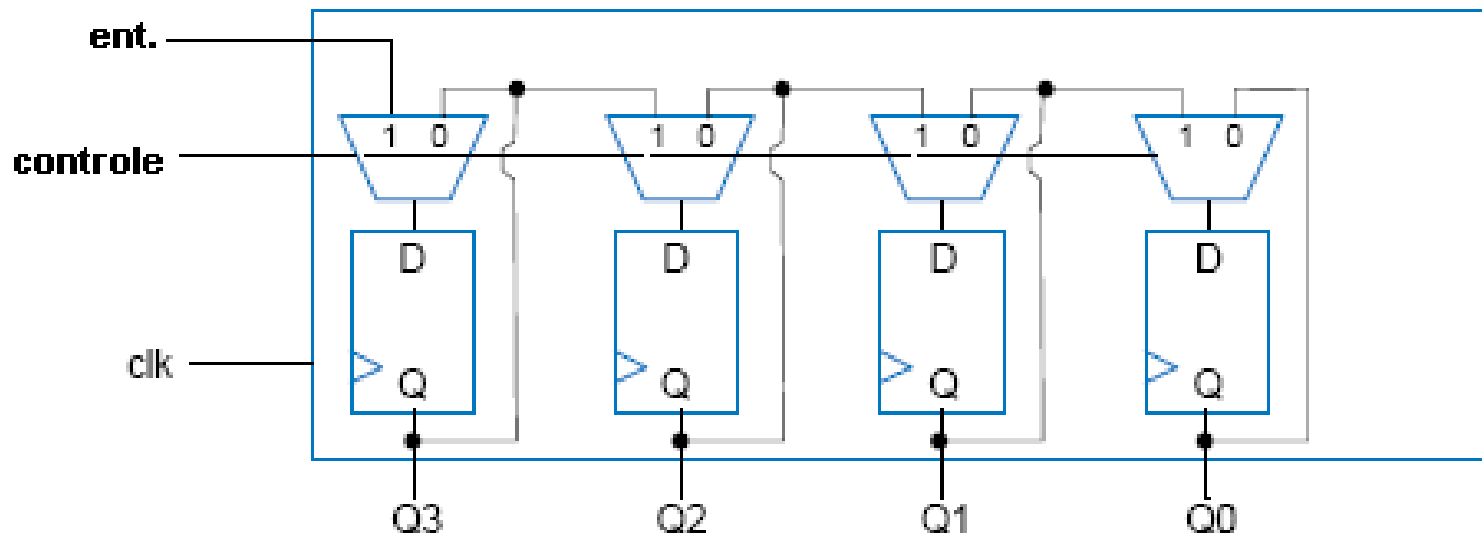 ent.
1 0 1 0 1 0 1 0
controle
D D D D
clk
Q Q Q Q
Q3 Q2 Q1 Q0